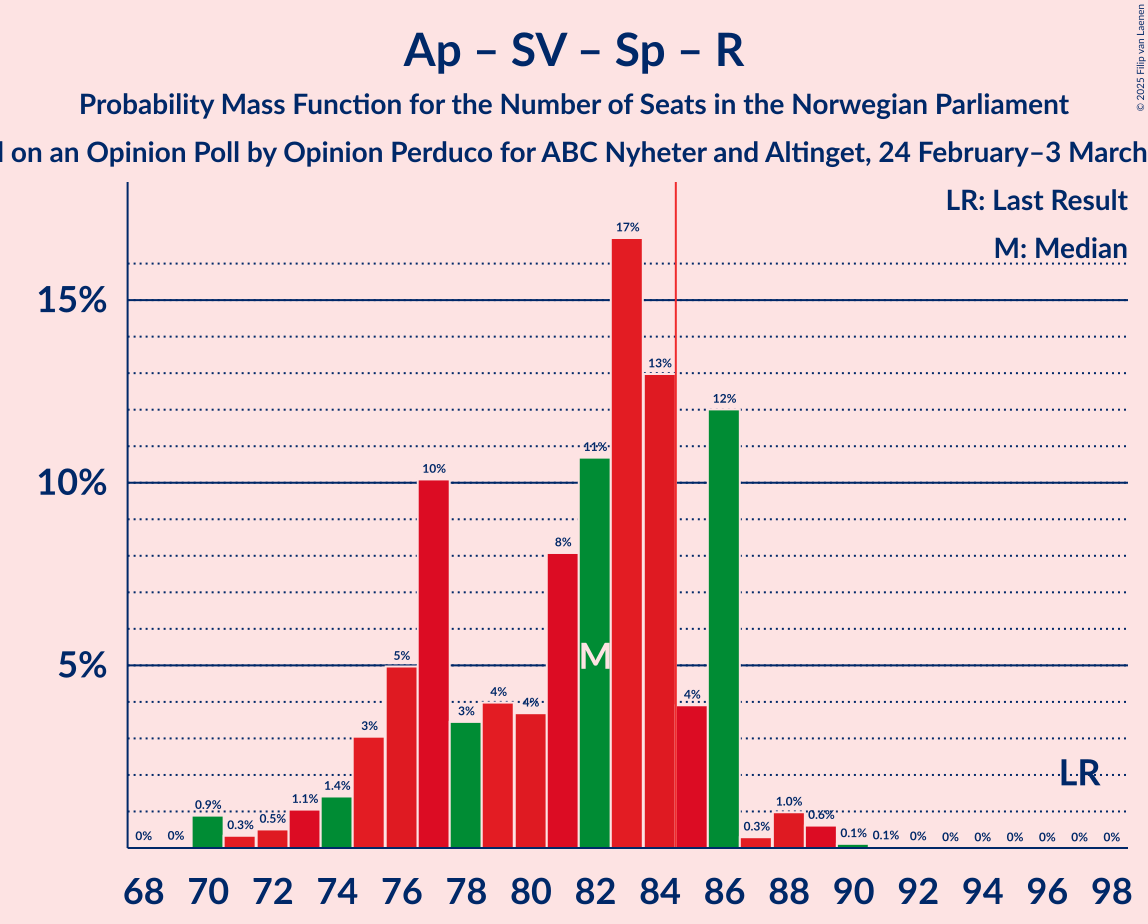 Ap – SV – Sp – R
Probability Mass Function for the Number of Seats in the Norwegian Parliament
on an Opinion Poll by Opinion Perduco for ABC Nyheter and Altinget, 24 February–3 March
© 2025 Filip van Laenen
LR: Last Result
M: Median
15%
10%
5%
0% 0% 0.9% 0.3% 0.5% 1.1% 1.4% 3% 5% 10% 3% 4% 4% 8% 11% 17% 13% 4% 12% 0.3% 1.0% 0.6% 0.1% 0.1% 0% 0% 0% 0% 0% 0% 0%
M
LR
68 70 72 74 76 78 80 82 84 86 88 90 92 94 96 98